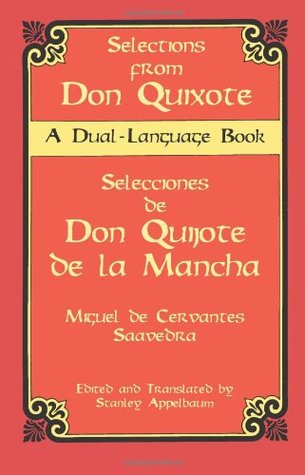 Selections
from
Don Quixote
A Dual-Language Book
Selecciones
de
Don Quijote
de la Mancha
Miguel de Cervantes
Saavedra
Edited and Translated by
Stanley Appelbaum